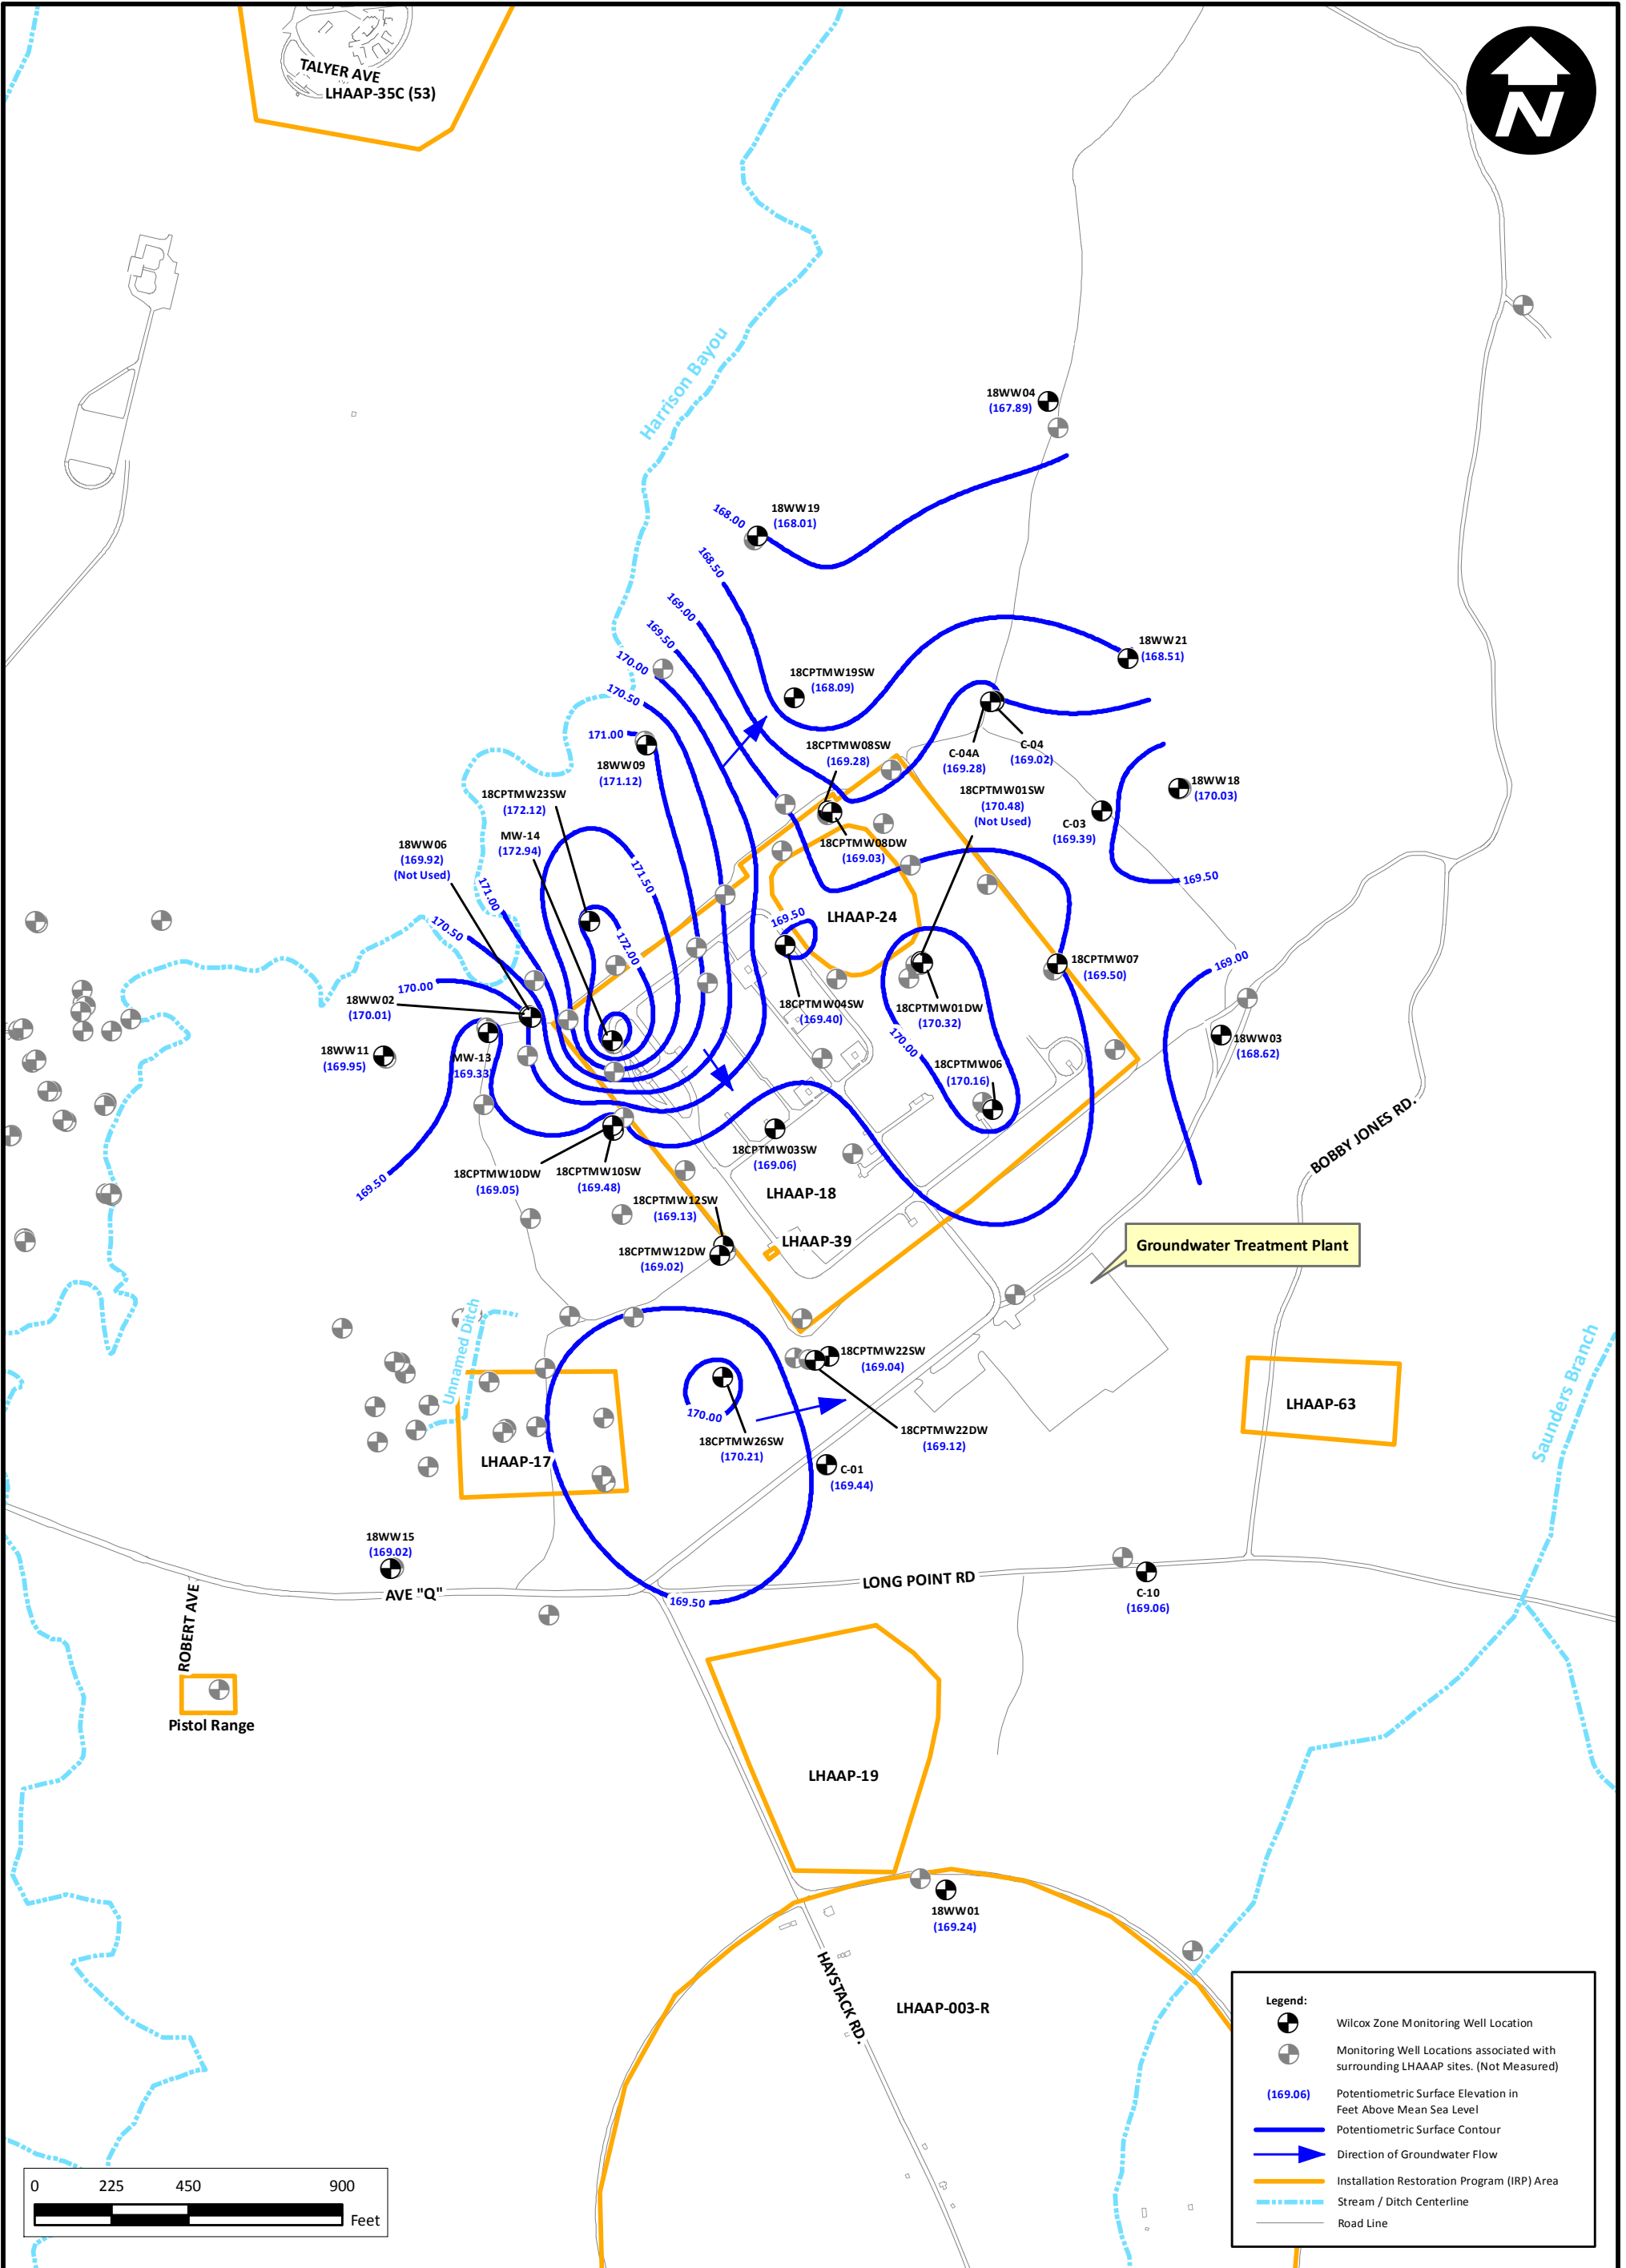 TALYER AVE
LHAAP-35C (53)
N
Harrison Bayou
18WW04
(167.89)
168.00
18WW19
(168.01)
168.50
169.00
169.50
170.00
170.50
171.00
18WW21
(168.51)
18CPTMW19SW
(168.09)
18WW09
(171.12)
18CPTMW08SW
(169.28)
C-04A
(169.28)
C-04
(169.02)
18WW18
(170.03)
18CPTMW23SW
(172.12)
18CPTMW01SW
(170.48)
(Not Used)
C-03
(169.39)
MW-14
(172.94)
18WW06
(169.92)
(Not Used)
18CPTMW08DW
(169.03)
171.50
169.50
171.00
170.50
172.00
169.50
LHAAP-24
18CPTMW07
(169.50)
169.00
170.00
18WW02
(170.01)
18CPTMW04SW
(169.40)
18CPTMW01DW
(170.32)
18WW03
(168.62)
18WW11
(169.95)
MW-13
(169.33)
170.00
18CPTMW06
(170.16)
BOBBY JONES RD.
18CPTMW03SW
(169.06)
18CPTMW10DW
(169.05)
18CPTMW10SW
(169.48)
169.50
LHAAP-18
18CPTMW12SW
(169.13)
LHAAP-39
18CPTMW12DW
(169.02)
Groundwater Treatment Plant
Unnamed Ditch
18CPTMW22SW
(169.04)
Saunders Branch
LHAAP-63
170.00
18CPTMW22DW
(169.12)
18CPTMW26SW
(170.21)
LHAAP-17
C-01
(169.44)
18WW15
(169.02)
LONG POINT RD
AVE "Q"
169.50
C-10
(169.06)
ROBERT AVE
Pistol Range
LHAAP-19
18WW01
(169.24)
HAYSTACK RD.
LHAAP-003-R
Legend:
Wilcox Zone Monitoring Well Location
Monitoring Well Locations associated with
surrounding LHAAAP sites. (Not Measured)
(169.06)
Potentiometric Surface Elevation in
Feet Above Mean Sea Level
Potentiometric Surface Contour
Direction of Groundwater Flow
Installation Restoration Program (IRP) Area
Stream / Ditch Centerline
Road Line
0 225 450 900
Feet